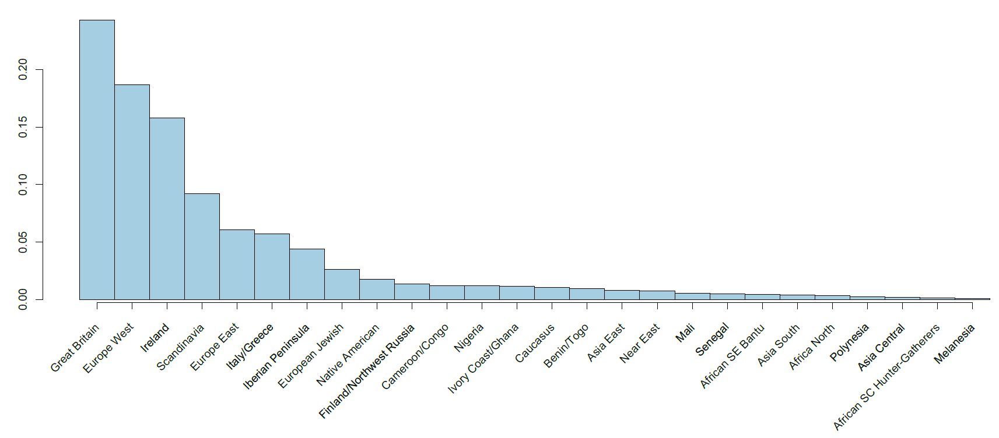 0.20
0.15
0.10
0.05
0.00
Great Britain
Europe West
Ireland
Scandinavia
Europe East
Italy/Greece
Iberian Peninsula
European Jewish
Native American
Finland/Northwest Russia
Cameroon/Congo
Nigeria
Ivory Coast/Ghana
Caucasus
Benin/Togo
Asia East
Near East
Mali
Senegal
African SE Bantu
Asia South
Africa North
Polynesia
Asia Central
African SC Hunter-Gatherers
Melanesia